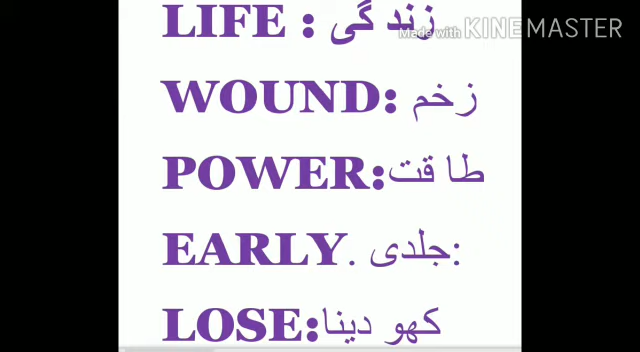 LIFE : زندگی
Made with KINEMASTER
WOUND: زخم
POWER:طاقت
EARLY. جلدی:
LOSE:کھو دینا